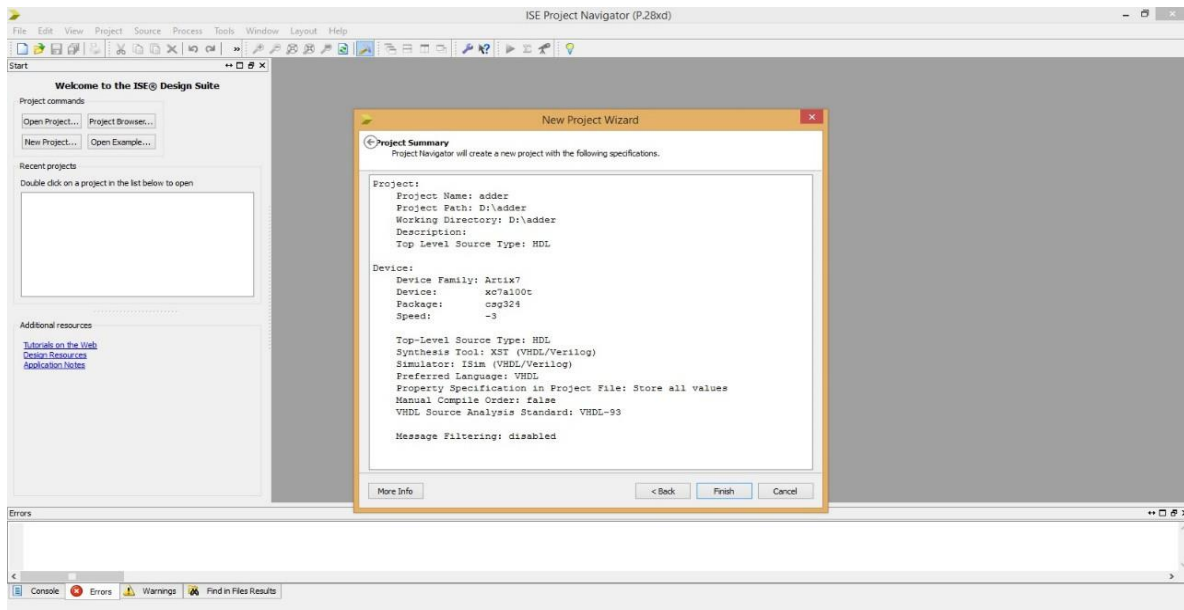 ISE Project Navigator (P.28xd)
File Edit View Project Source Process Tools Window Layout Help
Start
Welcome to the ISE® Design Suite
Project commands
Open Project... Project Browser...
New Project... Open Example...
Recent projects
Double click on a project in the list below to open
Additional resources
Tutorials on the Web
Design Resources
Application Notes
New Project Wizard
Project Summary
Project Navigator will create a new project with the following specifications.
Project:
Project Name: adder
Project Path: D:\adder
Working Directory: D:\adder
Description:
Top Level Source Type: HDL
Device:
Device Family: Artix7
Device: xc7a100t
Package: csg324
Speed: -3
Top-Level Source Type: HDL
Synthesis Tool: XST (VHDL/Verilog)
Simulator: ISim (VHDL/Verilog)
Preferred Language: VHDL
Property Specification in Project File: Store all values
Manual Compile Order: false
VHDL Source Analysis Standard: VHDL-93
Message Filtering: disabled
More Info < Back Finish Cancel
Errors
Console Errors Warnings Find in Files Results